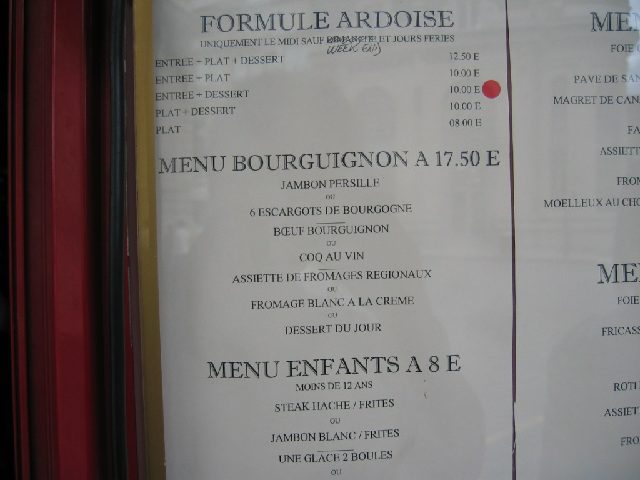 FORMULE ARDOISE
UNIQUEMENT LE MIDI SAUF DIMANCHE ET JOURS FERIES
WEEK ENDS
ENTREE + PLAT + DESSERT 12.50 E
ENTREE + PLAT 10.00 E
ENTREE + DESSERT 10.00 E
PLAT + DESSERT 10.00 E
PLAT 08.00 E
MENU BOURGUIGNON A 17.50 E
JAMBON PERSILLE
OU
6 ESCARGOTS DE BOURGOGNE
BŒUF BOURGUIGNON
OU
COQ AU VIN
ASSIETTE DE FROMAGES REGIONAUX
OU
FROMAGE BLANC A LA CREME
OU
DESSERT DU JOUR
MENU ENFANTS A 8 E
MOINS DE 12 ANS
STEAK HACHE / FRITES
OU
JAMBON BLANC / FRITES
UNE GLACE 2 BOULES
OU
MEN
FOIE
PAVE DE SAN
MAGRET DE CANA
FA
ASSIETT
FROM
MOELLEUX AU CHO
ME
FOIE
FRICASS
ROTI
ASSIET
FRO